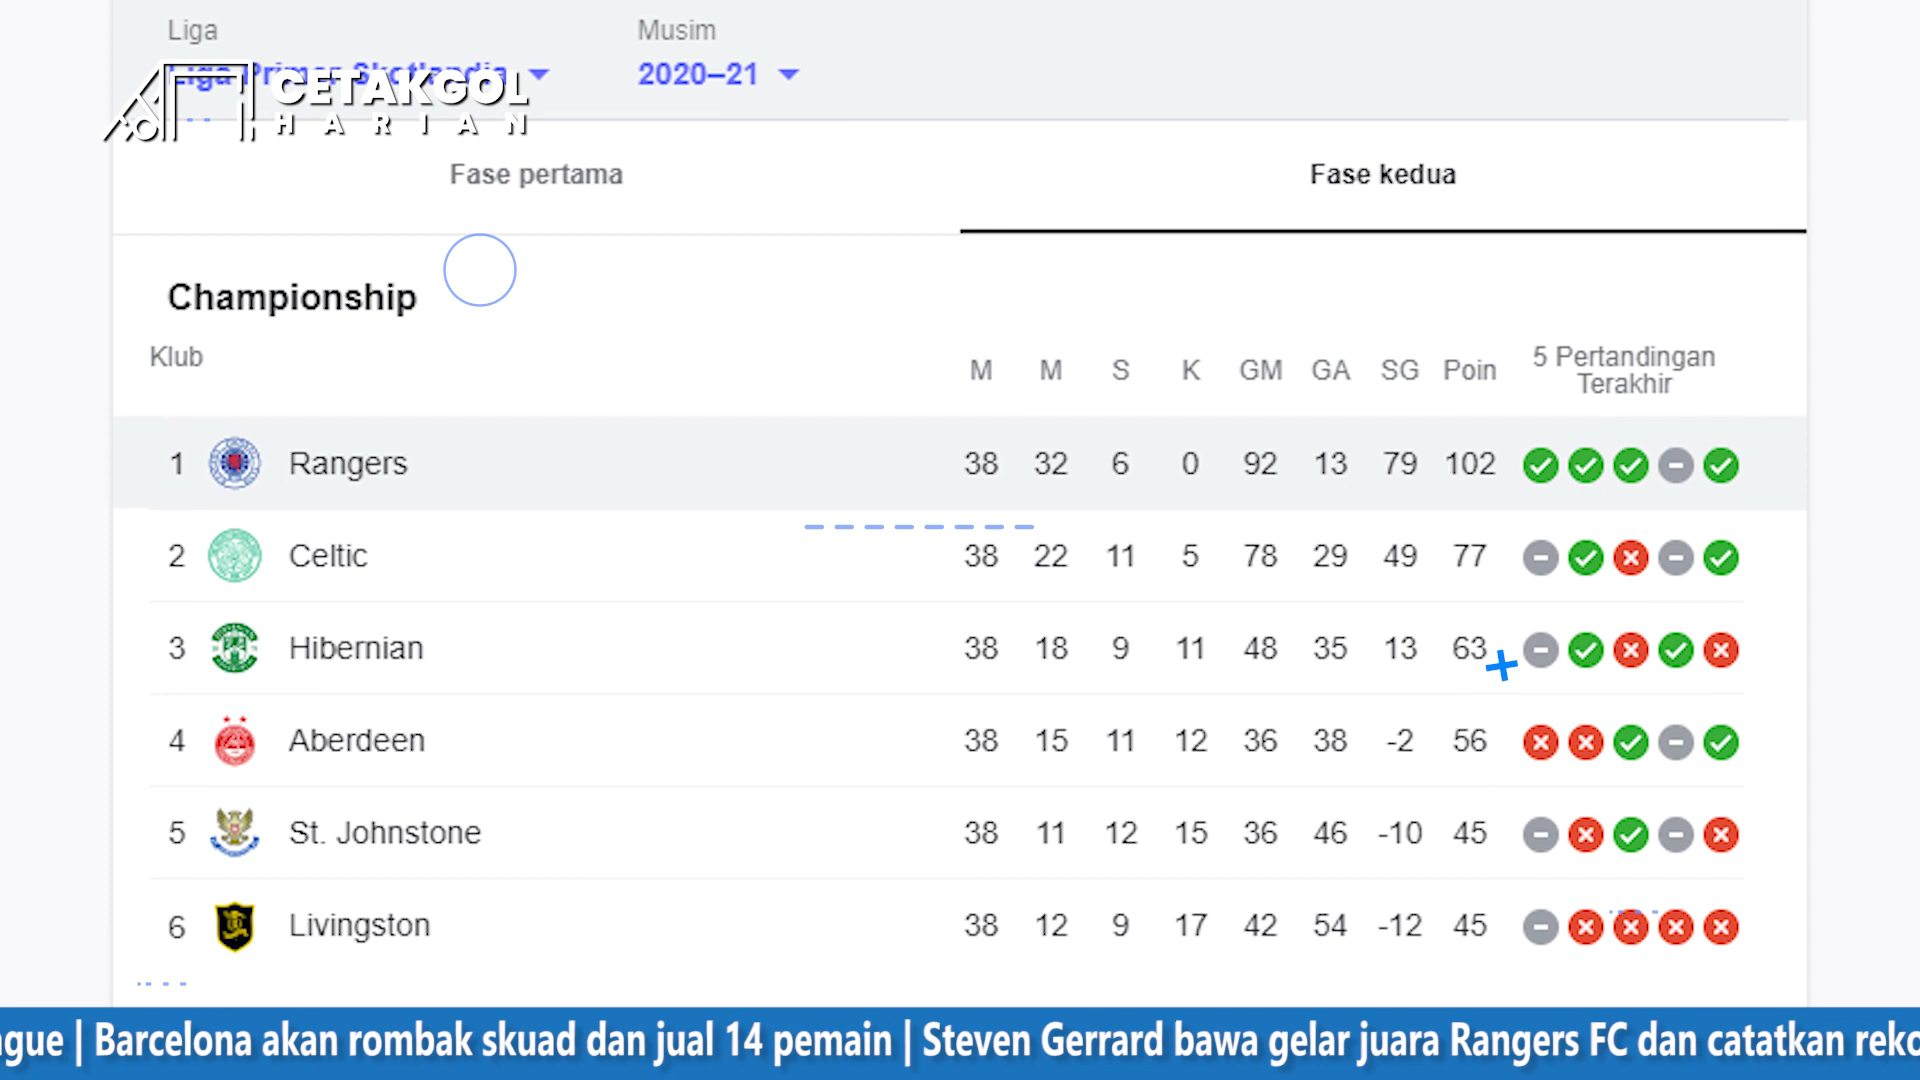 Liga
Musim
Liga Primer Skotlandia
2020–21
CETAKGOL
HARIAN
Fase pertama
Fase kedua
Championship
Klub M M S K GM GA SG Poin 5 Pertandingan
Terakhir
1 Rangers 38 32 6 0 92 13 79 102
2 Celtic 38 22 11 5 78 29 49 77
3 Hibernian 38 18 9 11 48 35 13 63
4 Aberdeen 38 15 11 12 36 38 -2 56
5 St. Johnstone 38 11 12 15 36 46 -10 45
6 Livingston 38 12 9 17 42 54 -12 45
gue | Barcelona akan rombak skuad dan jual 14 pemain | Steven Gerrard bawa gelar juara Rangers FC dan catatkan reko